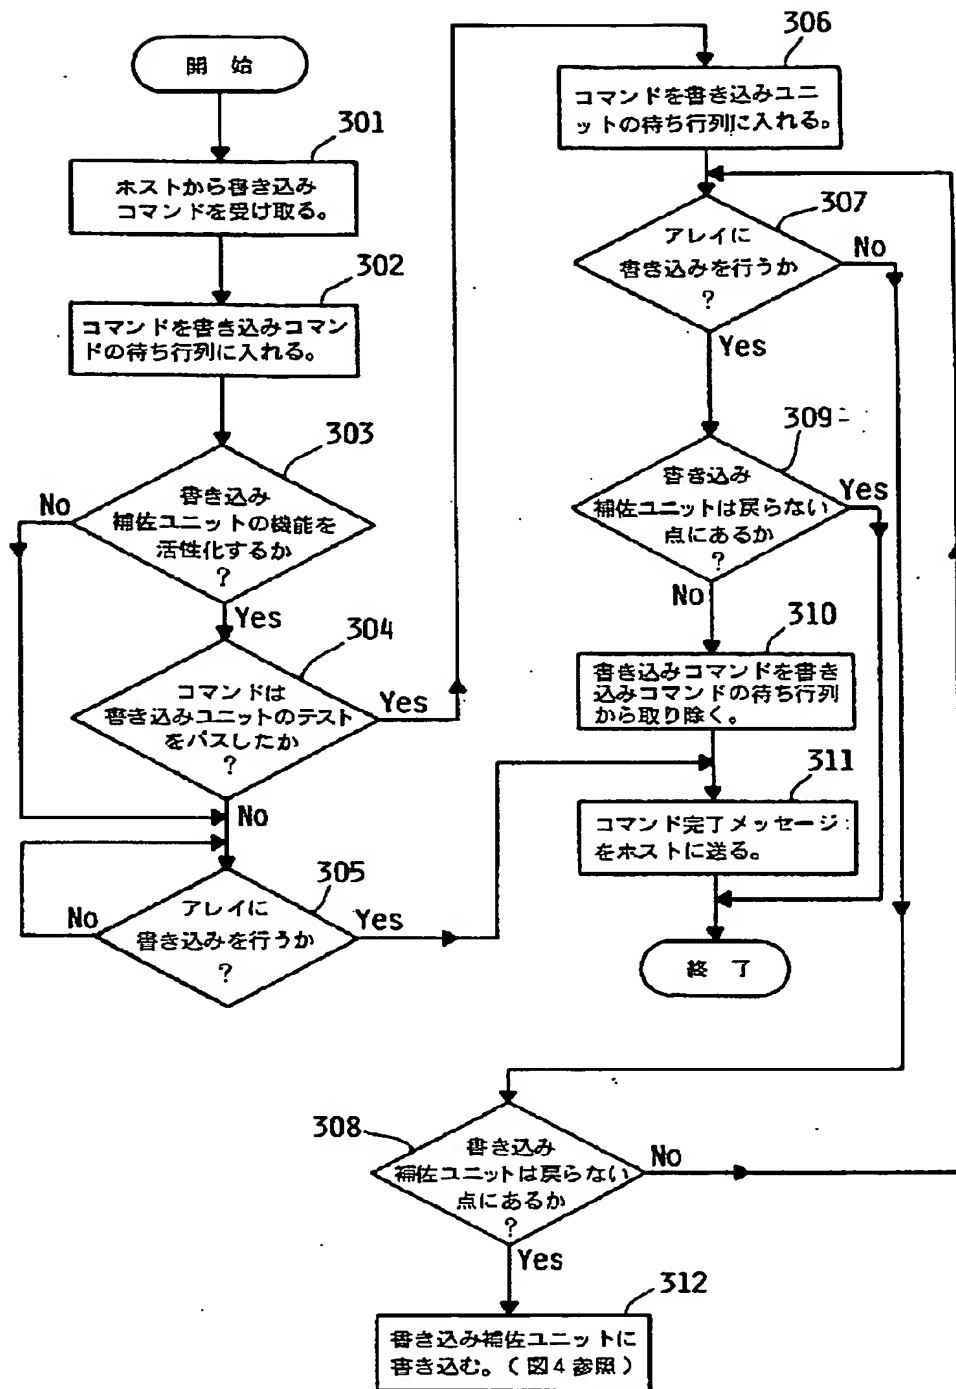 開 始
301
ホストから書き込み
コマンドを受け取る。
302
コマンドを書き込みコマン
ドの待ち行列に入れる。
303
書き込み
補佐ユニットの機能を
活性化するか
?
No
Yes
304
コマンドは
書き込みユニットのテスト
をパスしたか
?
Yes
No
305
アレイに
書き込みを行うか
?
No
Yes
306
コマンドを書き込みユニ
ットの待ち行列に入れる。
307
アレイに
書き込みを行うか
?
No
Yes
309
書き込み
補佐ユニットは戻らない
点にあるか
?
Yes
No
310
書き込みコマンドを書き
込みコマンドの待ち行列
から取り除く。
311
コマンド完了メッセージ
をホストに送る。
終 了
308
書き込み
補佐ユニットは戻らない
点にあるか
?
No
Yes
312
書き込み補佐ユニットに
書き込む。(図4参照)